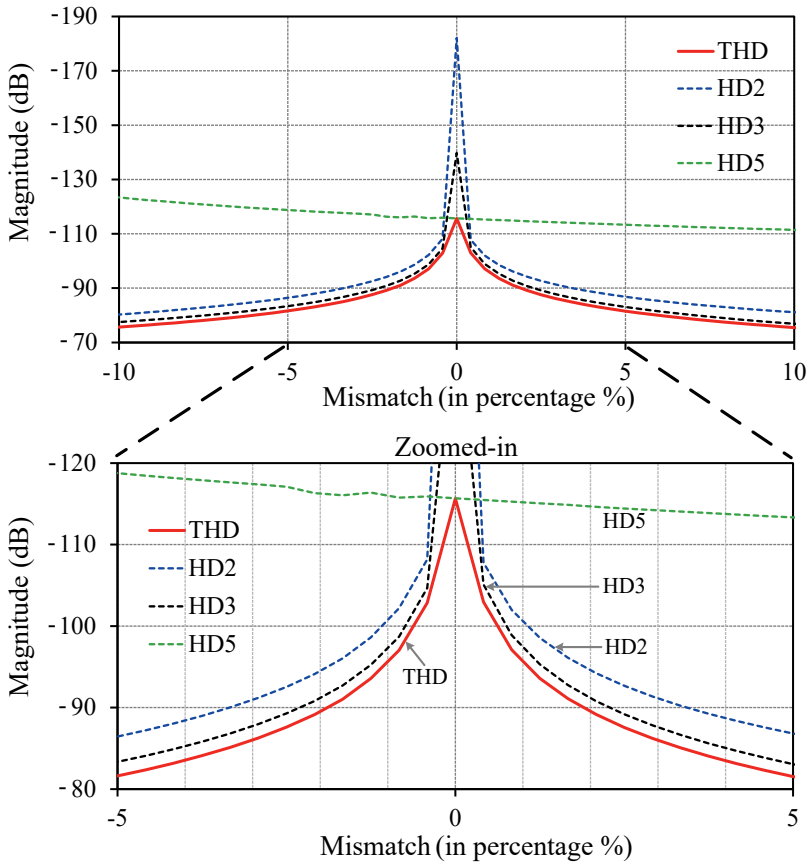 -190
-170
-150
-130
-110
-90
-70
Magnitude (dB)
THD
HD2
HD3
HD5
-10
-5
0
5
10
Mismatch (in percentage %)
Zoomed-in
-120
-110
-100
-90
-80
Magnitude (dB)
THD
HD2
HD3
HD5
HD5
HD3
HD2
THD
-5
0
5
Mismatch (in percentage %)